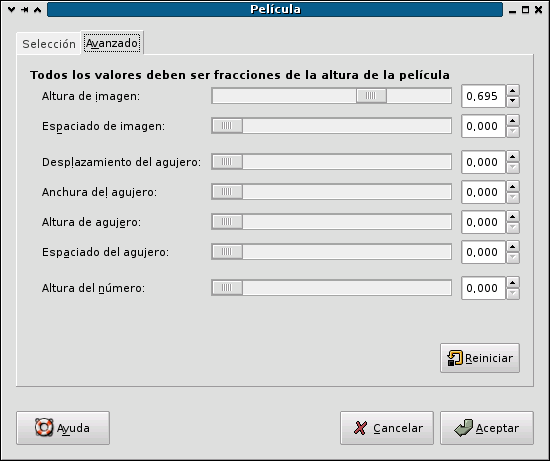 Película
Selección Avanzado
Todos los valores deben ser fracciones de la altura de la película
Altura de imagen: 0,695
Espaciado de imagen: 0,000
Desplazamiento del agujero: 0,000
Anchura del agujero: 0,000
Altura de agujero: 0,000
Espaciado del agujero: 0,000
Altura del número: 0,000
Reiniciar
Ayuda Cancelar Aceptar